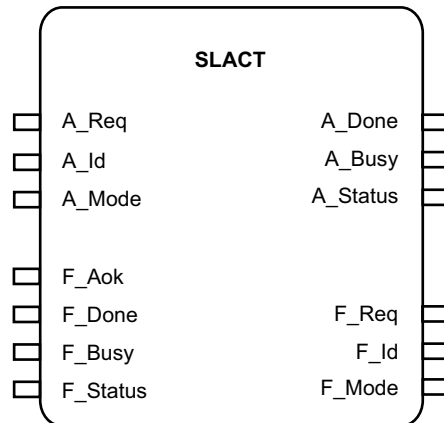 SLACT
A_Req A_Done
A_Id A_Busy
A_Mode A_Status
F_Aok
F_Done F_Req
F_Busy F_Id
F_Status F_Mode